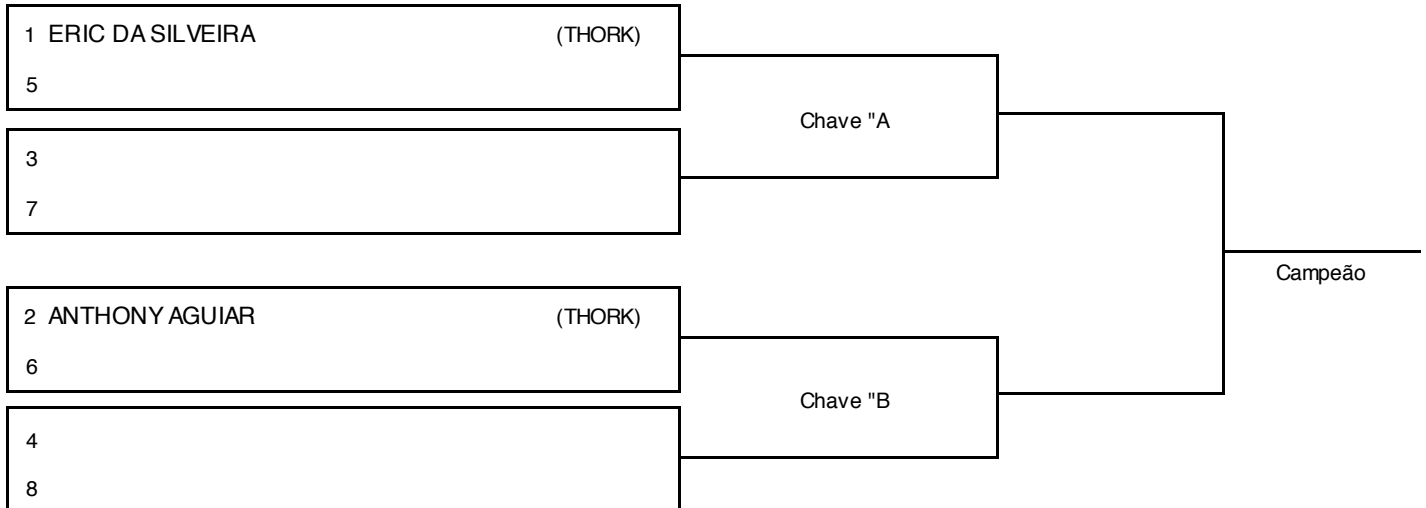 1 ERIC DA SILVEIRA (THORK)
5
Chave "A
3
7
Campeão
2 ANTHONY AGUIAR (THORK)
6
Chave "B
4
8